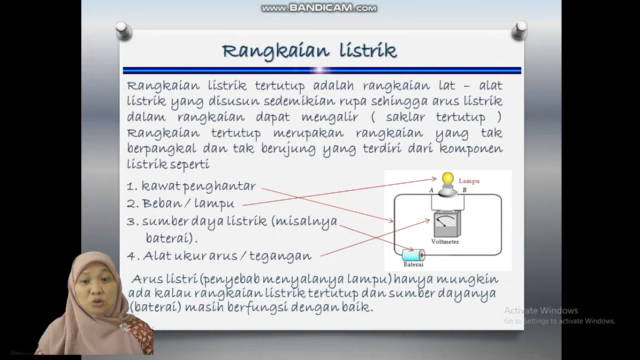 www.BANDICAM.com
Rangkaian listrik
Rangkaian listrik tertutup adalah rangkaian lat – alat
listrik yang disusun sedemikian rupa sehingga arus listrik
dalam rangkaian dapat mengalir ( saklar tertutup )
Rangkaian tertutup merupakan rangkaian yang tak
berpangkal dan tak berujung yang terdiri dari komponen
listrik seperti
1. kawat penghantar
2. Beban / lampu
3. sumber daya listrik (misalnya
baterai).
4. Alat ukur arus / tegangan
Lampu
A B
Voltmeter
Baterai
Arus listri (penyebab menyalanya lampu) hanya mungkin
ada kalau rangkaian listrik tertutup dan sumber dayanya
(baterai) masih berfungsi dengan baik.
Activate Windows
Go to Settings to activate Windows.